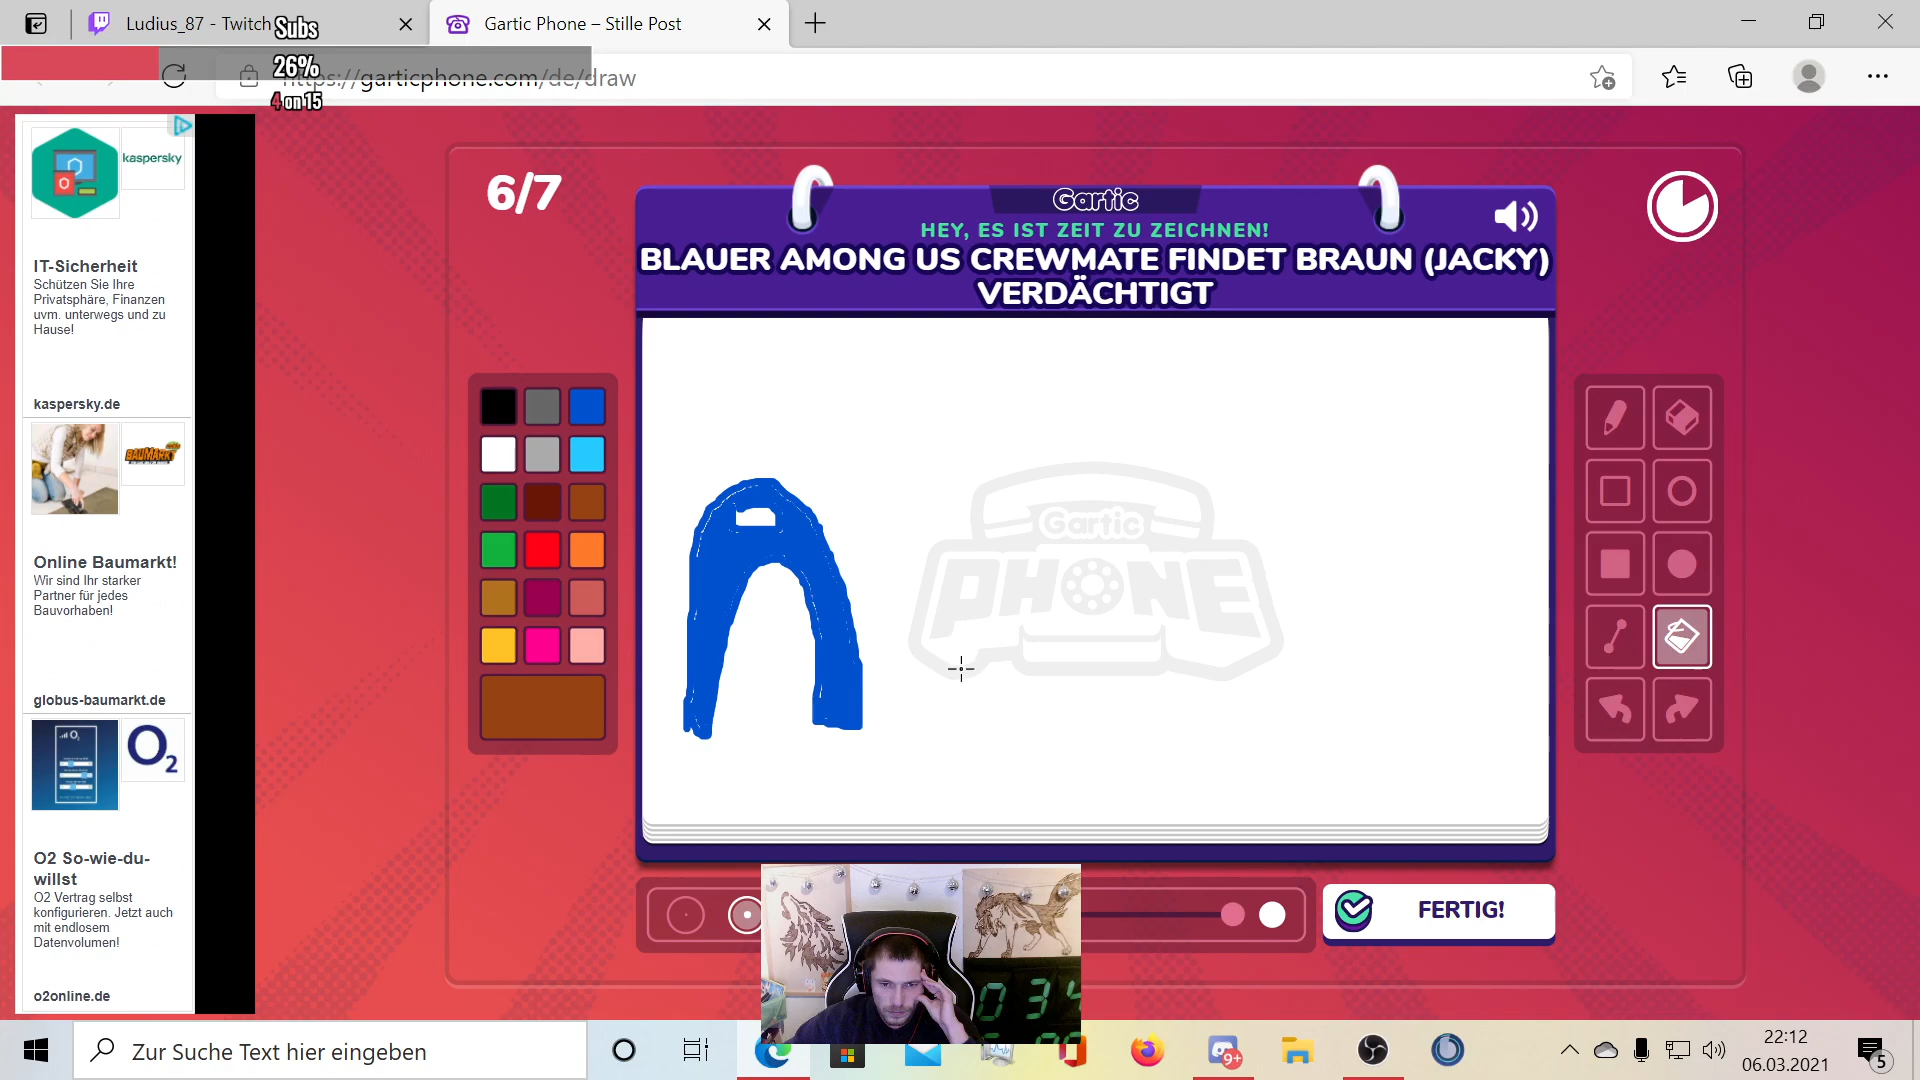 Ludius_87 - Twitch
Subs
Gartic Phone – Stille Post
26%
https://garticphone.com/de/draw
4 on 15
kaspersky
IT-Sicherheit
Schützen Sie Ihre
Privatsphäre, Finanzen
uvm. unterwegs und zu
Hause!
kaspersky.de
BAUMARKT
Online Baumarkt!
Wir sind Ihr starker
Partner für jedes
Bauvorhaben!
globus-baumarkt.de
O2
O2 So-wie-du-
willst
O2 Vertrag selbst
konfigurieren. Jetzt auch
mit endlosem
Datenvolumen!
o2online.de
6/7
Gartic
HEY, ES IST ZEIT ZU ZEICHNEN!
BLAUER AMONG US CREWMATE FINDET BRAUN (JACKY)
VERDÄCHTIGT
Gartic
PHONE
FERTIG!
0 34
Zur Suche Text hier eingeben
9+
22:12
06.03.2021
5